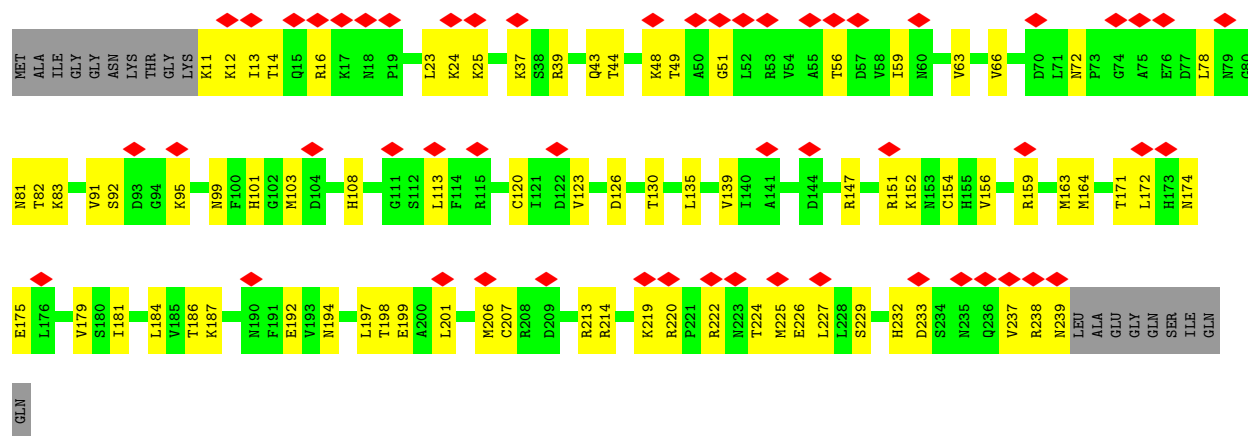 MET ALA ILE GLY GLY ASN LYS THR GLY LYS K11 K12 I13 T14 Q15 R16 K17 N18 P19 L23 K24 K25 K37 S38 R39 Q43 T44 K48 T49 A50 G51 L52 R53 V54 A55 T56 D57 V58 I59 N60 V63 V66 D70 L71 N72 P73 G74 A75 E76 D77 L78 N79 G80
N81 T82 K83 V91 S92 D93 G94 K95 N99 F100 H101 G102 M103 D104 H108 G111 S112 L113 F114 R115 C120 I121 D122 V123 D126 T130 L135 V139 I140 A141 D144 R147 R151 K152 N153 C154 H155 V156 R159 M163 M164 T171 L172 H173 N174
E175 L176 V179 S180 I181 L184 V185 T186 K187 N190 F191 E192 V193 N194 L197 T198 E199 A200 L201 M206 C207 R208 D209 R213 R214 K219 R220 P221 R222 N223 T224 M225 E226 L227 L228 S229 H232 D233 S234 N235 Q236 V237 R238 N239 LEU ALA GLU GLY GLN SER ILE GLN
GLN